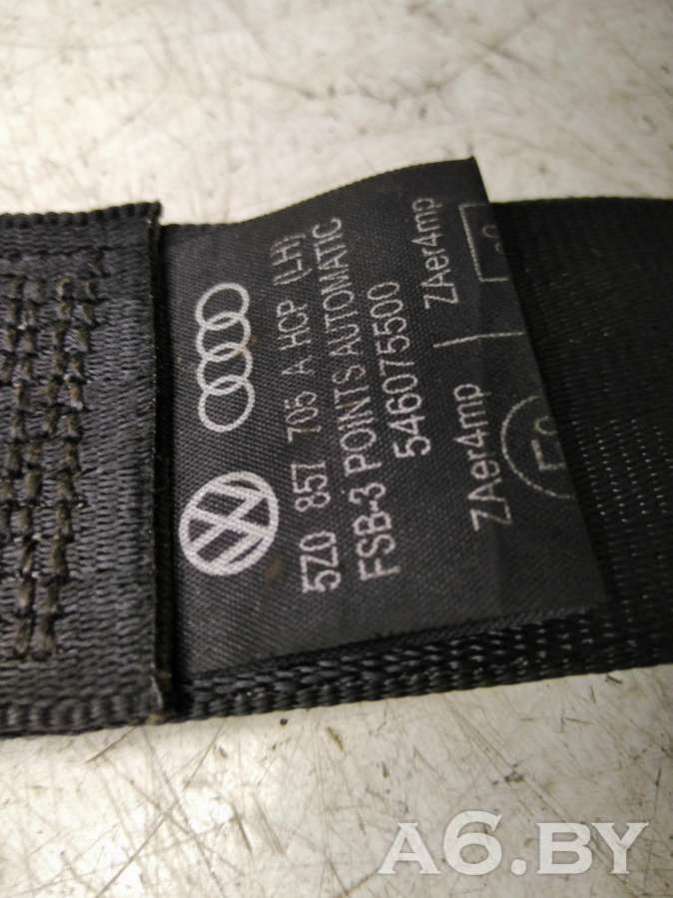 5Z0 857 705 A HCP (LH)
FSB-3 POINTS AUTOMATIC
546075500
ZAer4mp ZAer4mp
A6.BY